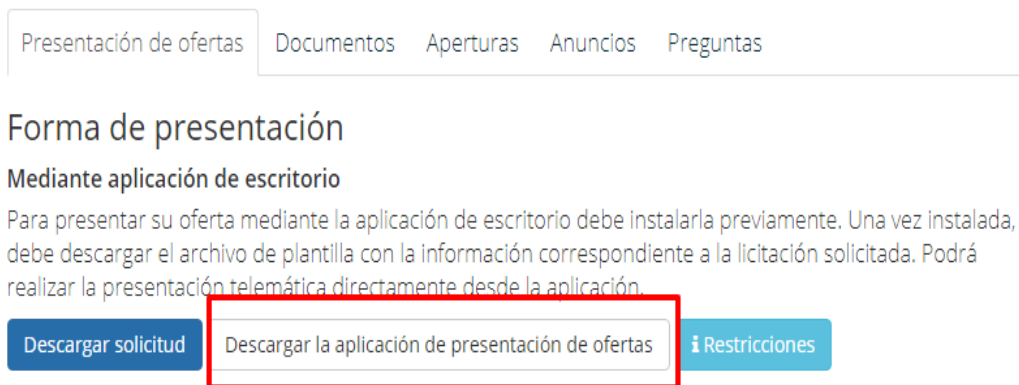 Presentación de ofertas Documentos Aperturas Anuncios Preguntas
Forma de presentación
Mediante aplicación de escritorio
Para presentar su oferta mediante la aplicación de escritorio debe instalarla previamente. Una vez instalada,
debe descargar el archivo de plantilla con la información correspondiente a la licitación solicitada. Podrá
realizar la presentación telemática directamente desde la aplicación.
Descargar solicitud Descargar la aplicación de presentación de ofertas i Restricciones